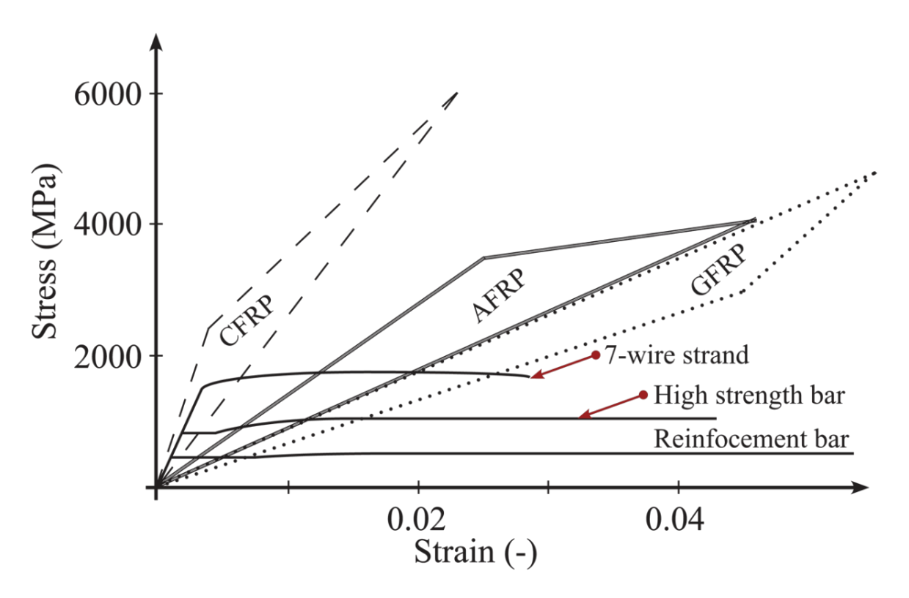 6000
4000
2000
Stress (MPa)
CFRP
AFRP
GFRP
7-wire strand
High strength bar
Reinfocement bar
0.02
0.04
Strain (-)